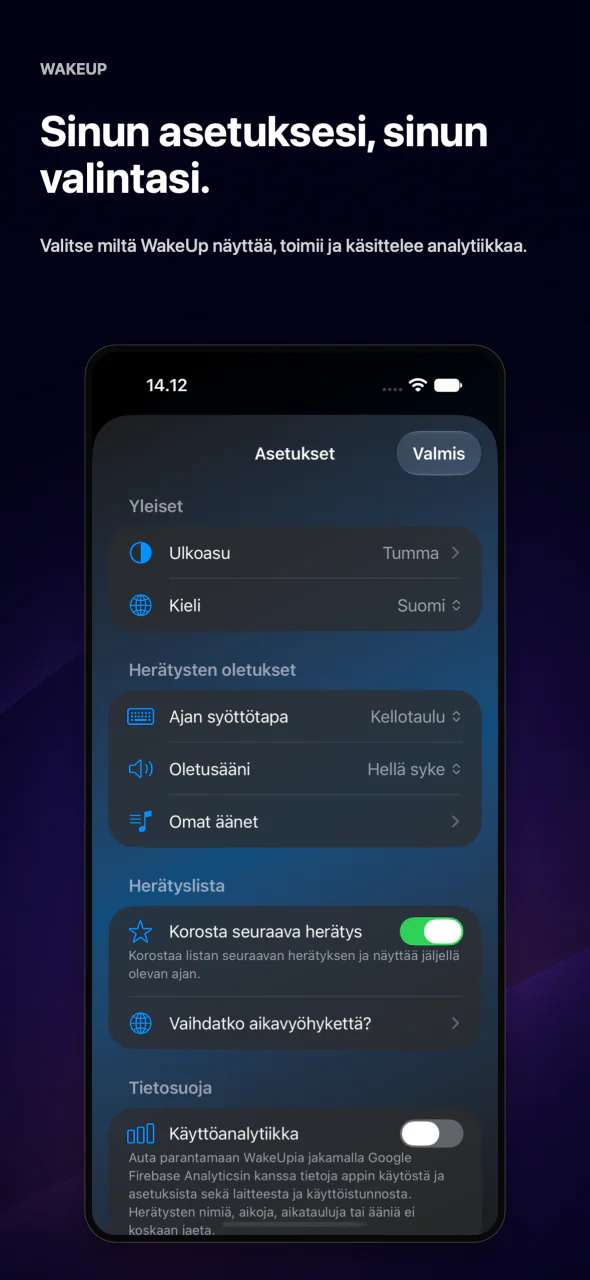 WAKEUP
Sinun asetuksesi, sinun
valintasi.
Valitse miltä WakeUp näyttää, toimii ja käsittelee analytiikkaa.
14.12
Asetukset
Valmis
Yleiset
Ulkoasu
Tumma
Kieli
Suomi
Herätysten oletukset
Ajan syöttötapa
Kellotaulu
Oletusääni
Hellä syke
Omat äänet
Herätyslista
Korosta seuraava herätys
Korostaa listan seuraavan herätyksen ja näyttää jäljellä
olevan ajan.
Vaihdatko aikavyöhykettä?
Tietosuoja
Käyttöanalytiikka
Auta parantamaan WakeUpia jakamalla Google
Firebase Analyticsin kanssa tietoja appin käytöstä ja
asetuksista sekä laitteesta ja käyttöistunnosta.
Herätysten nimiä, aikoja, aikatauluja tai ääniä ei
koskaan jaeta.